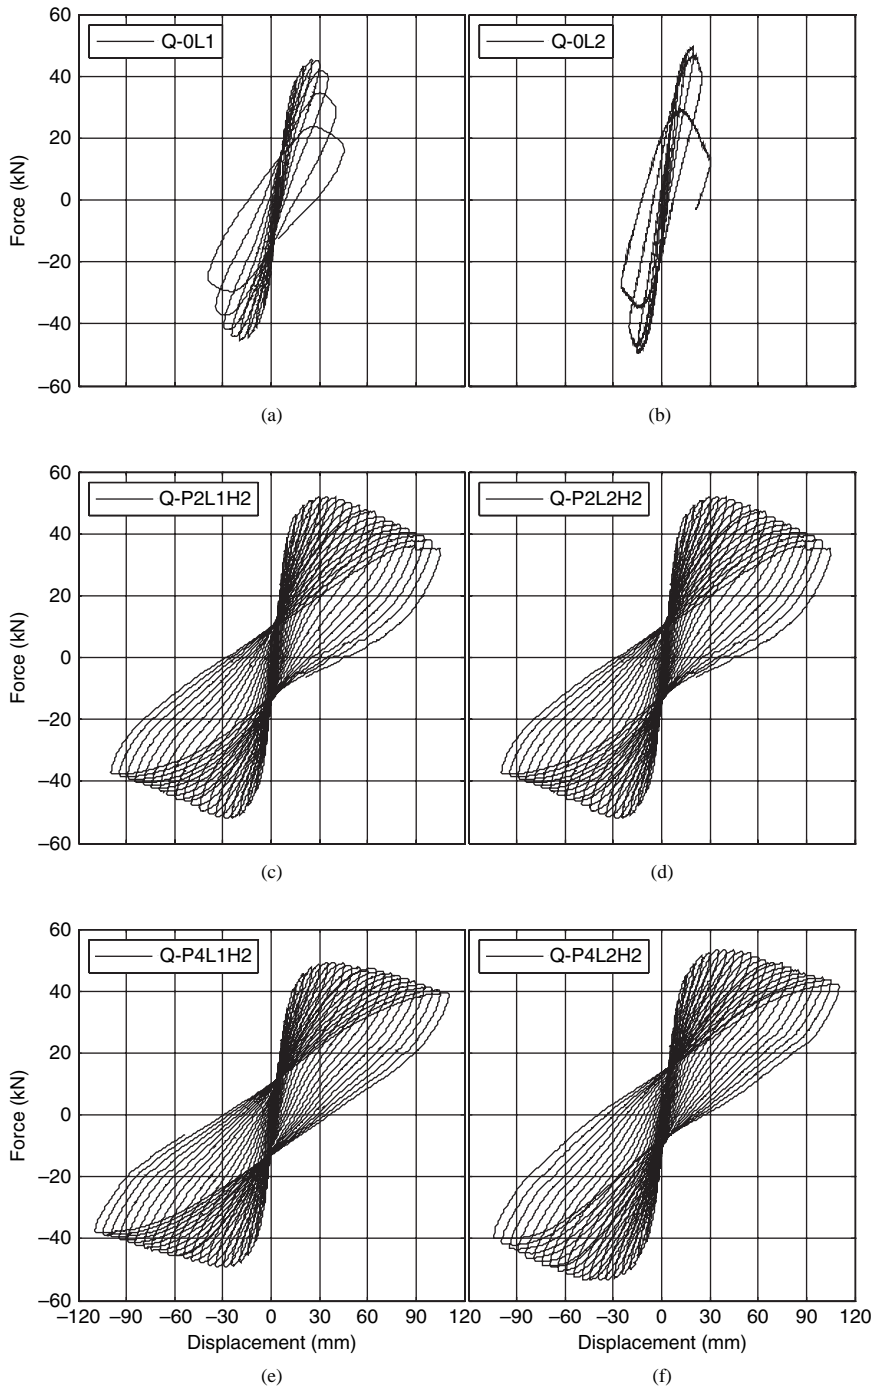 60
40
20
0
−20
−40
−60
Force (kN)
Q-0L1
Q-0L2
(a)
(b)
60
40
20
0
−20
−40
−60
Force (kN)
Q-P2L1H2
Q-P2L2H2
(c)
(d)
60
40
20
0
−20
−40
−60
Force (kN)
Q-P4L1H2
Q-P4L2H2
−120 −90 −60 −30 0 30 60 90 120
−90 −60 −30 0 30 60 90 120
Displacement (mm)
Displacement (mm)
(e)
(f)